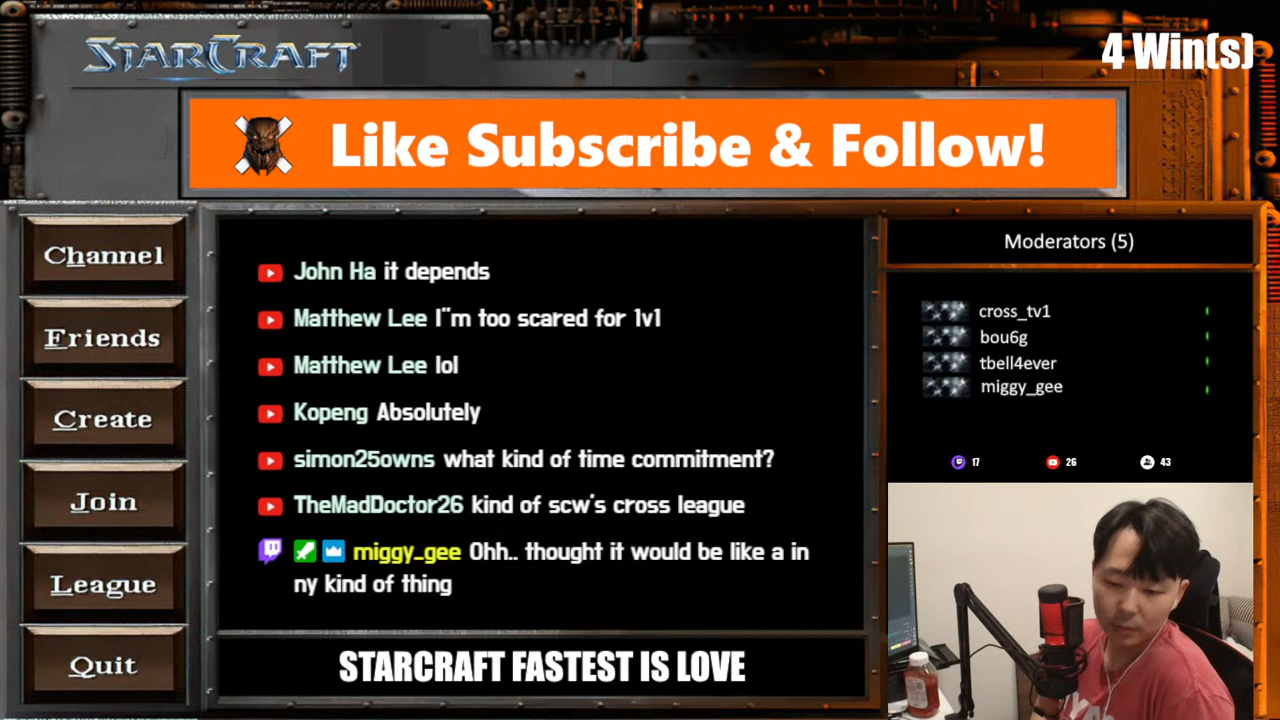 STARCRAFT
4 Win(s)
Like Subscribe & Follow!
Channel
Friends
Create
Join
League
Quit
John Ha it depends
Matthew Lee I"m too scared for 1v1
Matthew Lee lol
Kopeng Absolutely
simon25owns what kind of time commitment?
TheMadDoctor26 kind of scw's cross league
miggy_gee Ohh.. thought it would be like a in
ny kind of thing
STARCRAFT FASTEST IS LOVE
Moderators (5)
cross_tv1
bou6g
tbell4ever
miggy_gee
17 26 43